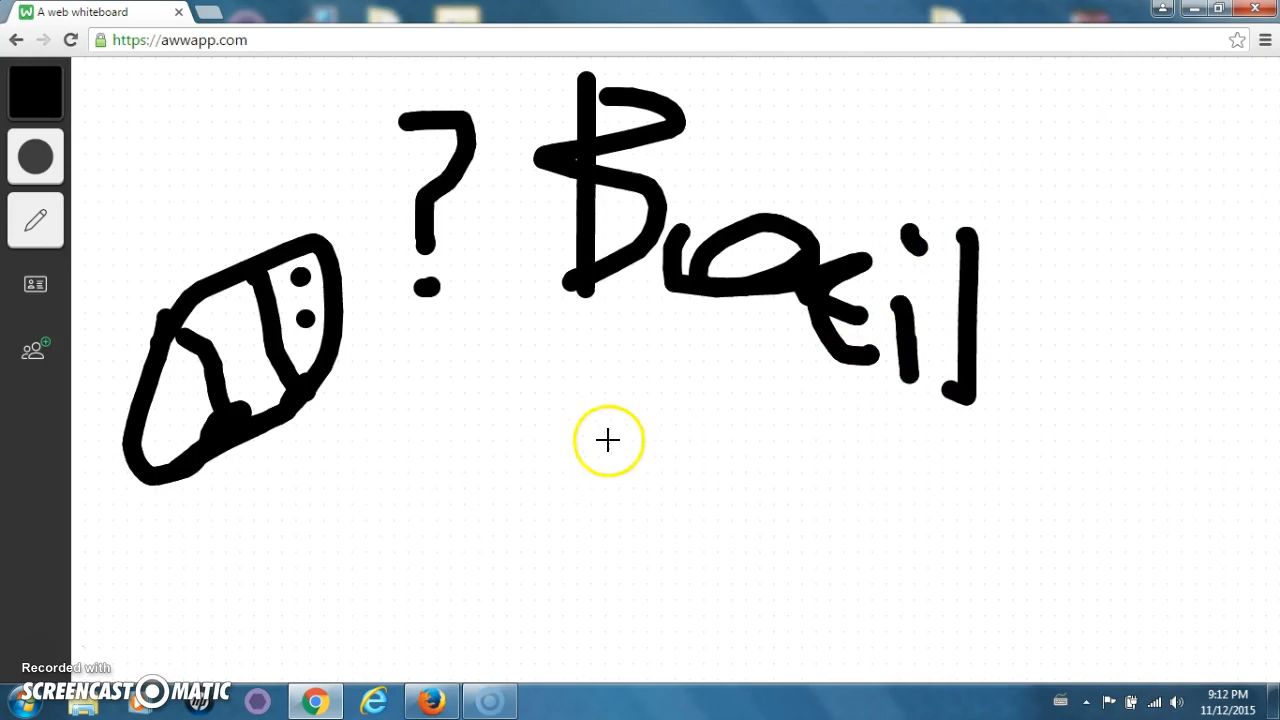 A web whiteboard
https://awwapp.com
?
Recorded with
SCREENCAST MATIC
9:12 PM
11/12/2015